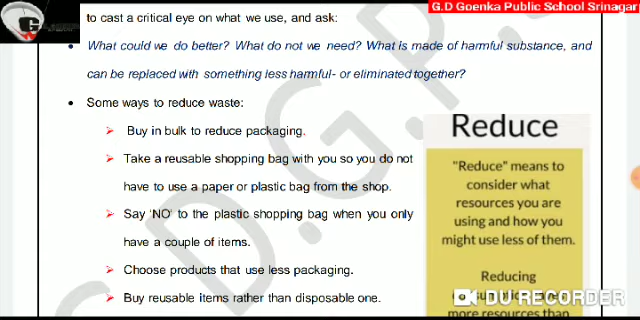 G.D Goenka Public School Srinagar
to cast a critical eye on what we use, and ask:
What could we do better? What do not we need? What is made of harmful substance, and
can be replaced with something less harmful- or eliminated together?
Some ways to reduce waste:
Buy in bulk to reduce packaging.
Take a reusable shopping bag with you so you do not
have to use a paper or plastic bag from the shop.
Say 'NO' to the plastic shopping bag when you only
have a couple of items.
Choose products that use less packaging.
Buy reusable items rather than disposable one.
Reduce
"Reduce" means to
consider what
resources you are
using and how you
might use less of them.
Reducing
more resources than
DU RECORDER
G.D.G.P.S